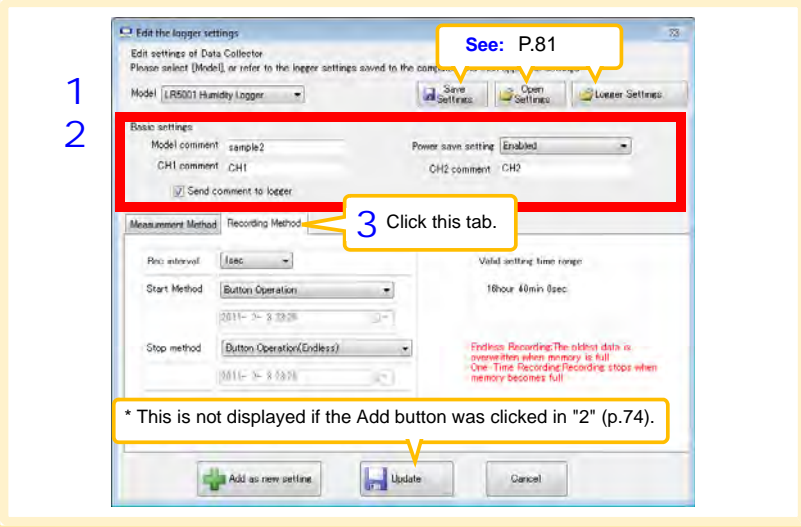 Edit the logger settings
Edit settings of Data Collector
See: P.81
Please select [Model], or refer to the logger settings saved to the
1
Model LR5001 Humidity Logger
Save Settings
Open Settings
Logger Settings
2
Basic settings
Model comment sample2
Power save setting Enabled
CH1 comment CH1
CH2 comment CH2
Send comment to logger
Measurement Method Recording Method
3 Click this tab.
Rec interval 1sec
Valid setting time range
Start Method Button Operation
16hour 40min 0sec
Stop method Button Operation(Endless)
Endless Recording:The oldest data is
overwritten when memory is full
One-Time Recording:Recording stops when
memory becomes full
* This is not displayed if the Add button was clicked in "2" (p.74).
Add as new setting
Update
Cancel